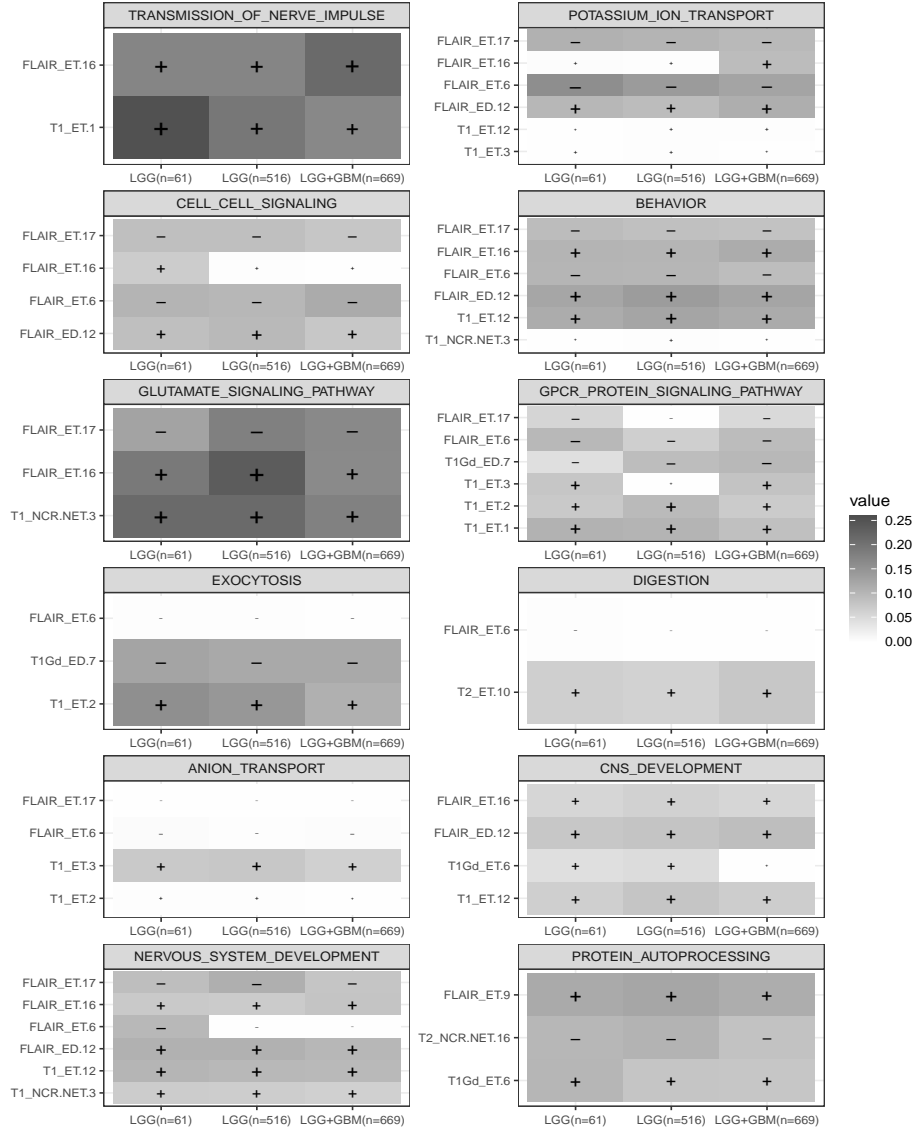 TRANSMISSION_OF_NERVE_IMPULSE
FLAIR_ET.16
+ + +
T1_ET.1
+ + +
LGG(n=61) LGG(n=516) LGG+GBM(n=669)
POTASSIUM_ION_TRANSPORT
FLAIR_ET.17
− − −
FLAIR_ET.16
+ + +
FLAIR_ET.6
− − −
FLAIR_ED.12
+ + +
T1_ET.12
T1_ET.3
LGG(n=61) LGG(n=516) LGG+GBM(n=669)
CELL_CELL_SIGNALING
FLAIR_ET.17
− − −
FLAIR_ET.16
+ + +
FLAIR_ET.6
− − −
FLAIR_ED.12
+ + +
LGG(n=61) LGG(n=516) LGG+GBM(n=669)
BEHAVIOR
FLAIR_ET.17
− − −
FLAIR_ET.16
+ + +
FLAIR_ET.6
− − −
FLAIR_ED.12
+ + +
T1_ET.12
+ + +
T1_NCR.NET.3
LGG(n=61) LGG(n=516) LGG+GBM(n=669)
GLUTAMATE_SIGNALING_PATHWAY
FLAIR_ET.17
− − −
FLAIR_ET.16
+ + +
T1_NCR.NET.3
+ + +
LGG(n=61) LGG(n=516) LGG+GBM(n=669)
GPCR_PROTEIN_SIGNALING_PATHWAY
FLAIR_ET.17
− − −
FLAIR_ET.6
− − −
T1Gd_ED.7
− − −
T1_ET.3
+ + +
T1_ET.2
+ + +
T1_ET.1
+ + +
LGG(n=61) LGG(n=516) LGG+GBM(n=669)
value
0.25
0.20
0.15
0.10
0.05
0.00
EXOCYTOSIS
FLAIR_ET.6
− − −
T1Gd_ED.7
− − −
T1_ET.2
+ + +
LGG(n=61) LGG(n=516) LGG+GBM(n=669)
DIGESTION
FLAIR_ET.6
− − −
T2_ET.10
+ + +
LGG(n=61) LGG(n=516) LGG+GBM(n=669)
ANION_TRANSPORT
FLAIR_ET.17
− − −
FLAIR_ET.6
− − −
T1_ET.3
+ + +
T1_ET.2
+ + +
LGG(n=61) LGG(n=516) LGG+GBM(n=669)
CNS_DEVELOPMENT
FLAIR_ET.16
+ + +
FLAIR_ED.12
+ + +
T1Gd_ET.6
+ + +
T1_ET.12
+ + +
LGG(n=61) LGG(n=516) LGG+GBM(n=669)
NERVOUS_SYSTEM_DEVELOPMENT
FLAIR_ET.17
− − −
FLAIR_ET.16
+ + +
FLAIR_ET.6
− − −
FLAIR_ED.12
+ + +
T1_ET.12
+ + +
T1_NCR.NET.3
+ + +
LGG(n=61) LGG(n=516) LGG+GBM(n=669)
PROTEIN_AUTOPROCESSING
FLAIR_ET.9
+ + +
T2_NCR.NET.16
− − −
T1Gd_ET.6
+ + +
LGG(n=61) LGG(n=516) LGG+GBM(n=669)